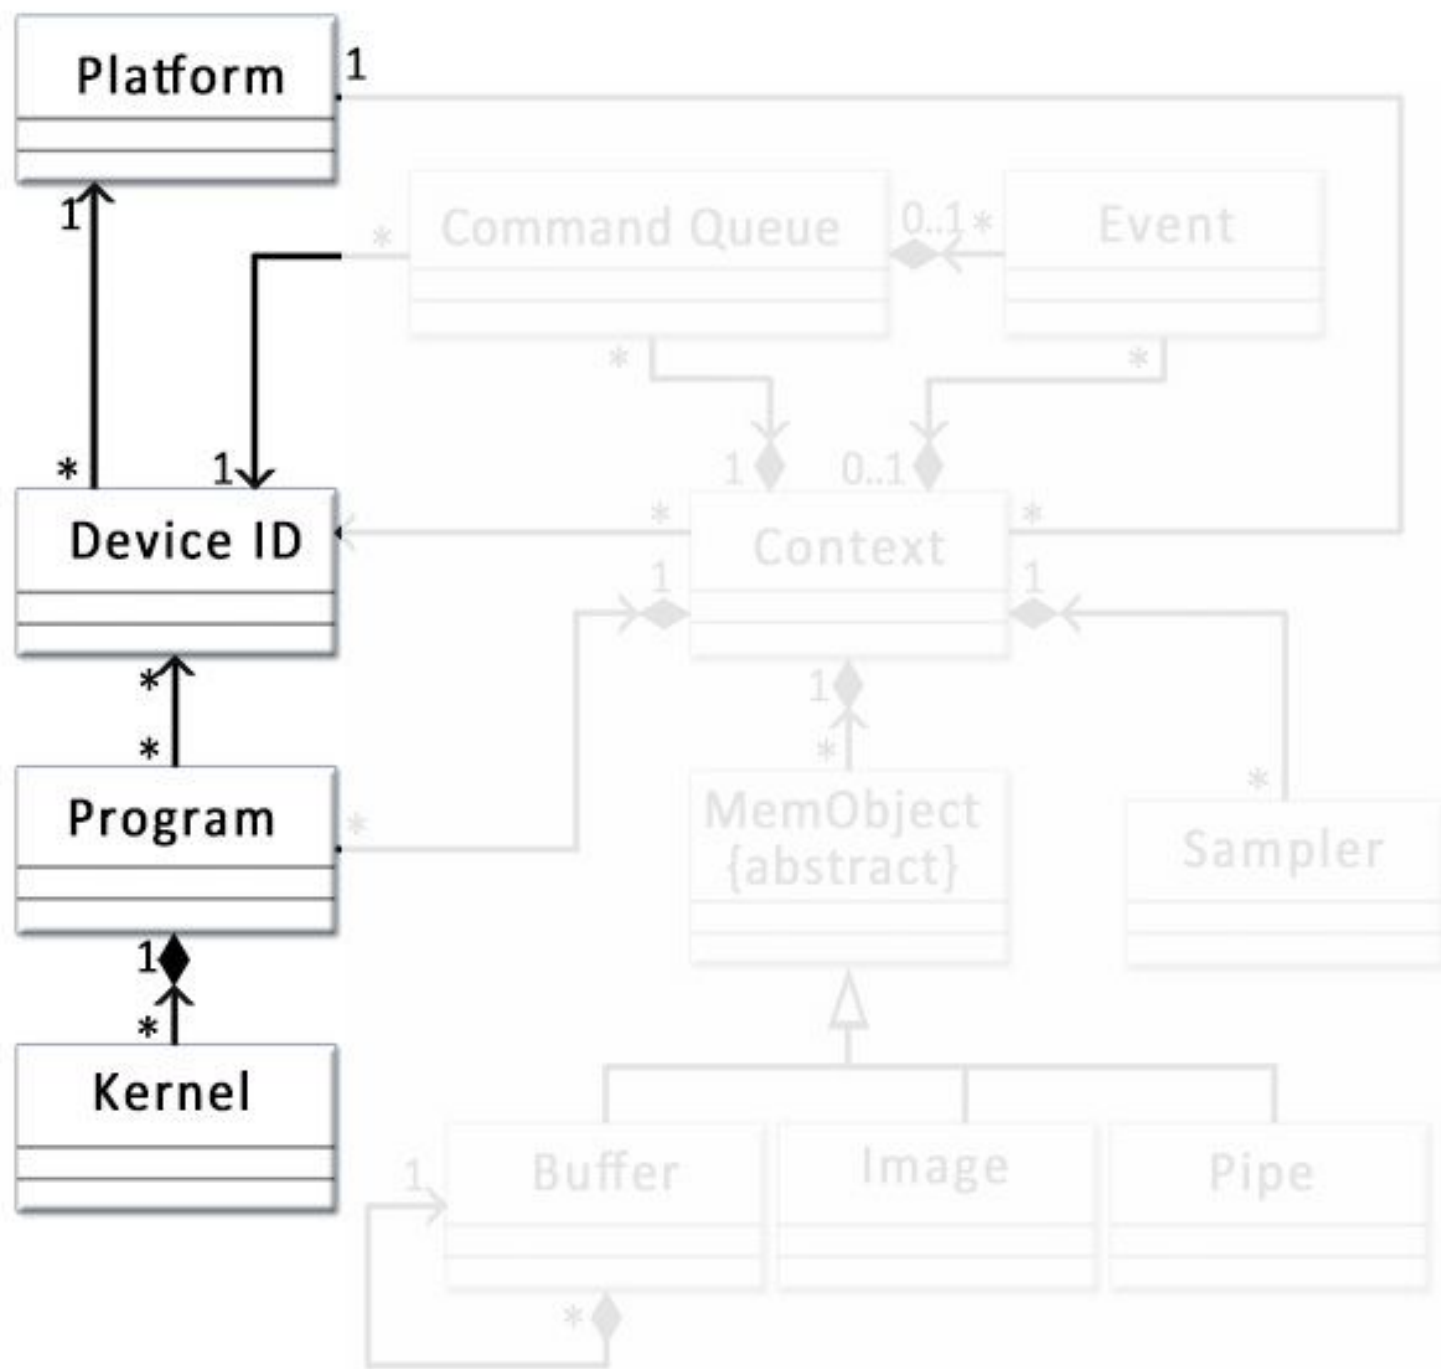 Platform
1
1
Command Queue
*
0..1
*
Event
*
*
*
1
1
0..1
Device ID
*
Context
*
1
1
*
*
Program
*
1
*
MemObject
{abstract}
*
Sampler
1
*
Kernel
Buffer
1
*
Image
Pipe